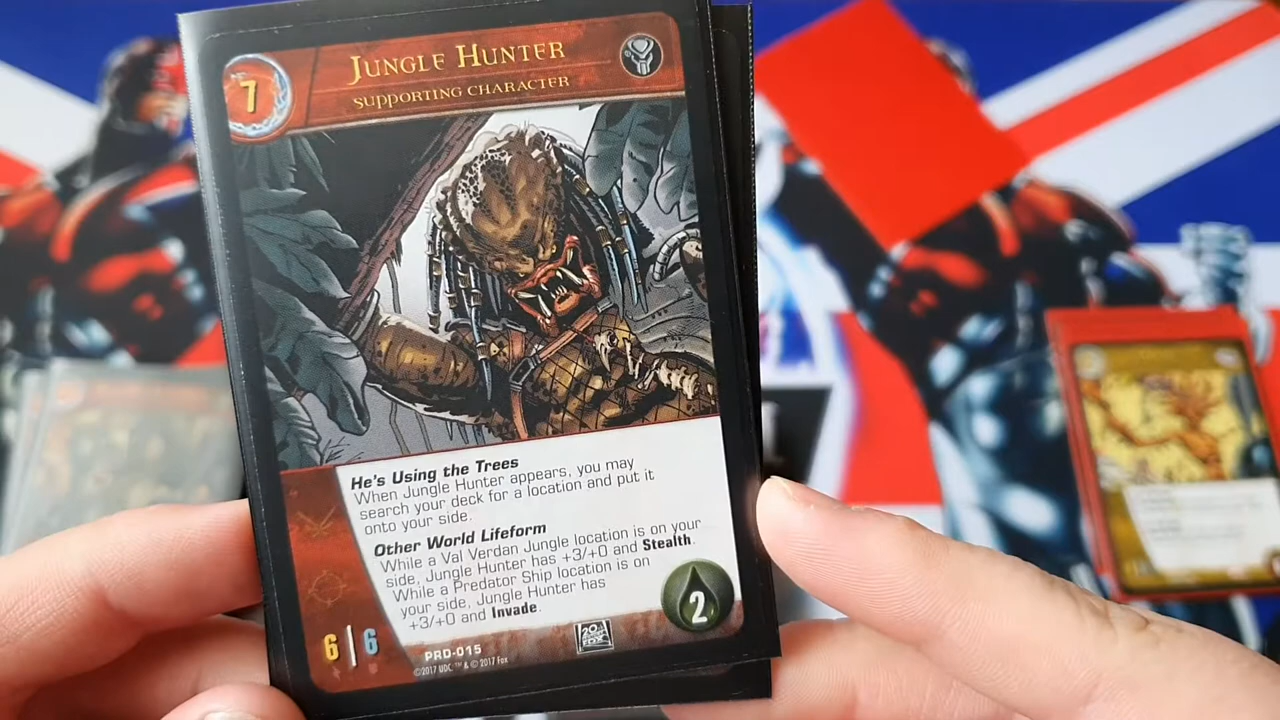 7
JUNGLE HUNTER
SUPPORTING CHARACTER
He's Using the Trees
When Jungle Hunter appears, you may
search your deck for a location and put it
onto your side.
Other World Lifeform
While a Val Verdan Jungle location is on your
side, Jungle Hunter has +3/+0 and Stealth.
While a Predator Ship location is on
your side, Jungle Hunter has
+3/+0 and Invade.
2
6 | 6
PRD-015
20th CENTURY FOX
©2017 UDC. ™ & © 2017 Fox